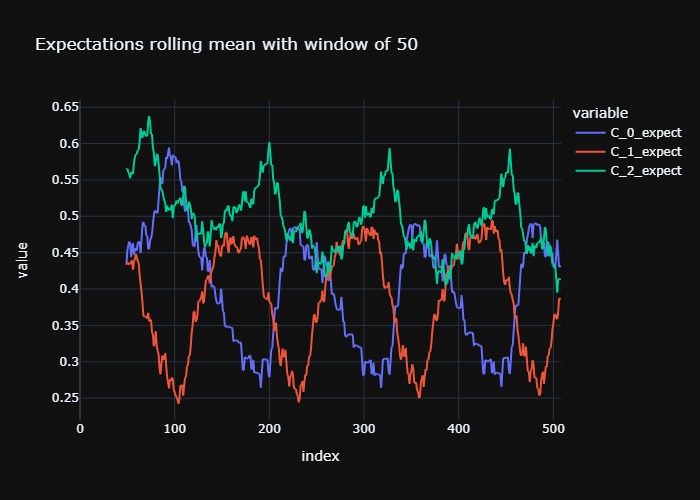 Expectations rolling mean with window of 50
variable
C_0_expect
C_1_expect
C_2_expect
value
0.65
0.6
0.55
0.5
0.45
0.4
0.35
0.3
0.25
0 100 200 300 400 500
index